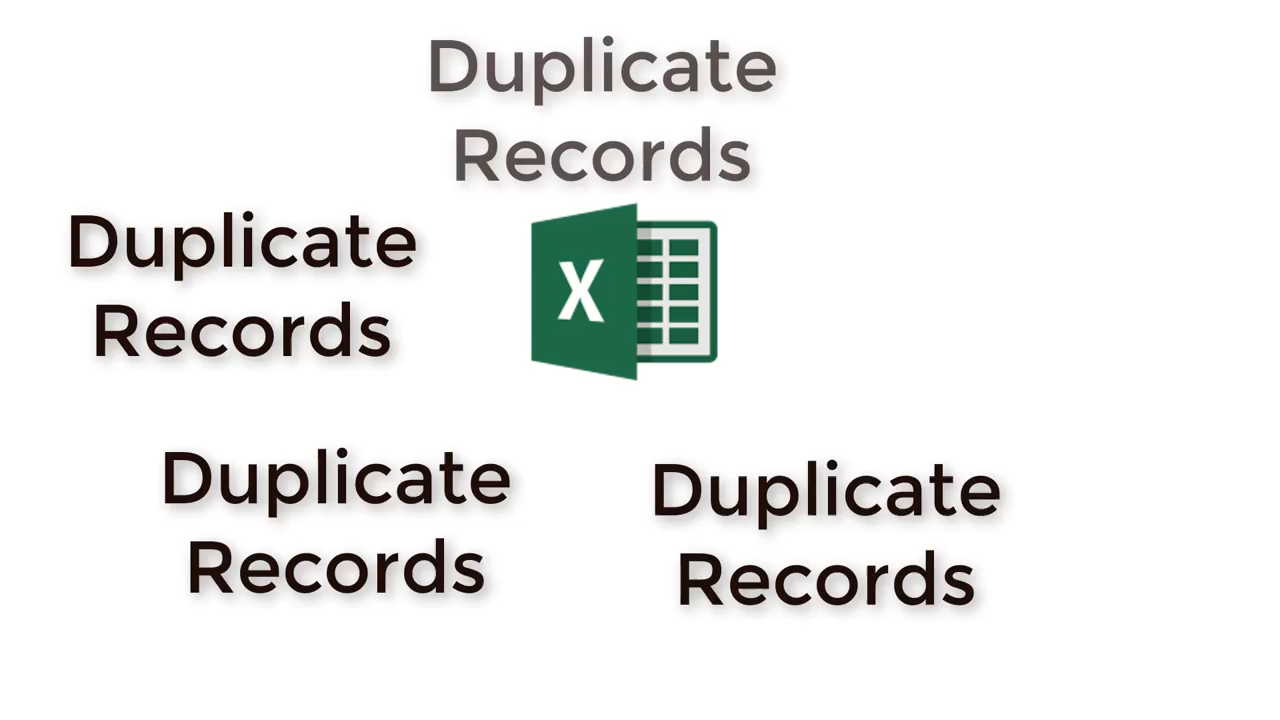 Duplicate
Records
Duplicate
Records
X
Duplicate
Records
Duplicate
Records